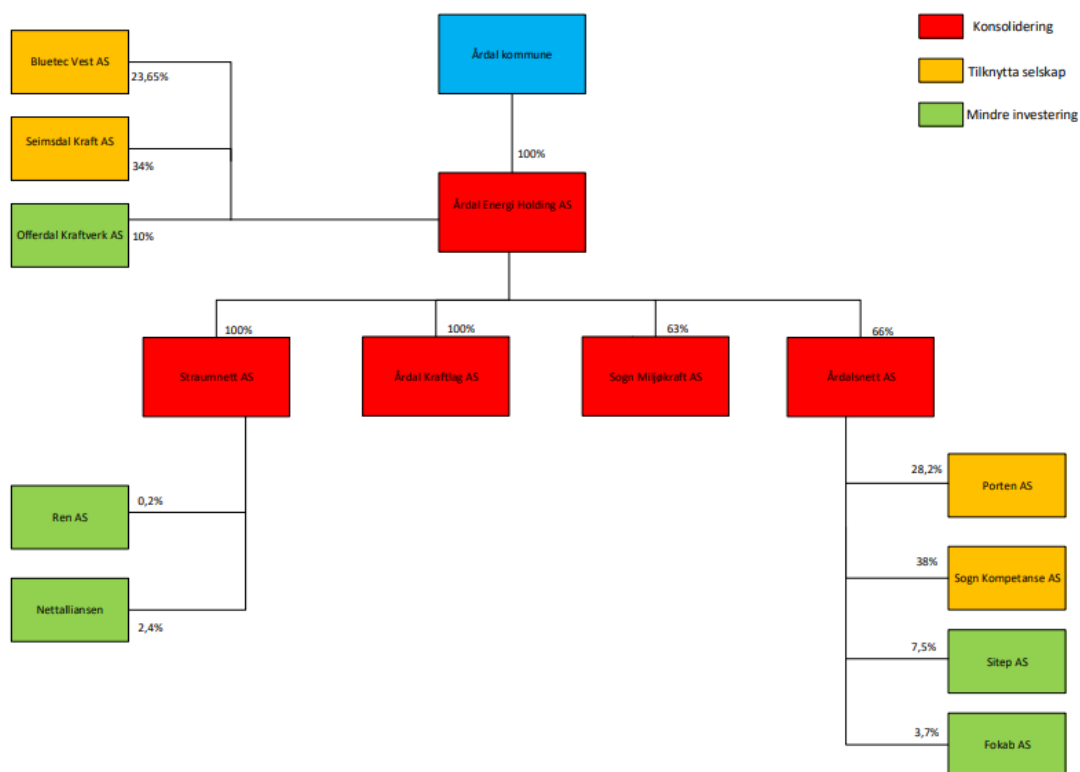 Årdal kommune
Konsolidering
Tilknytta selskap
Mindre investering
Bluetec Vest AS
23,65%
Seimsdal Kraft AS
34%
Offerdal Kraftverk AS
10%
100%
Årdal Energi Holding AS
100%
100%
63%
66%
Straumnett AS
Årdal Kraftlag AS
Sogn Miljøkraft AS
Årdalsnett AS
Ren AS
0,2%
Nettalliansen
2,4%
28,2%
Porten AS
38%
Sogn Kompetanse AS
7,5%
Sitep AS
3,7%
Fokab AS